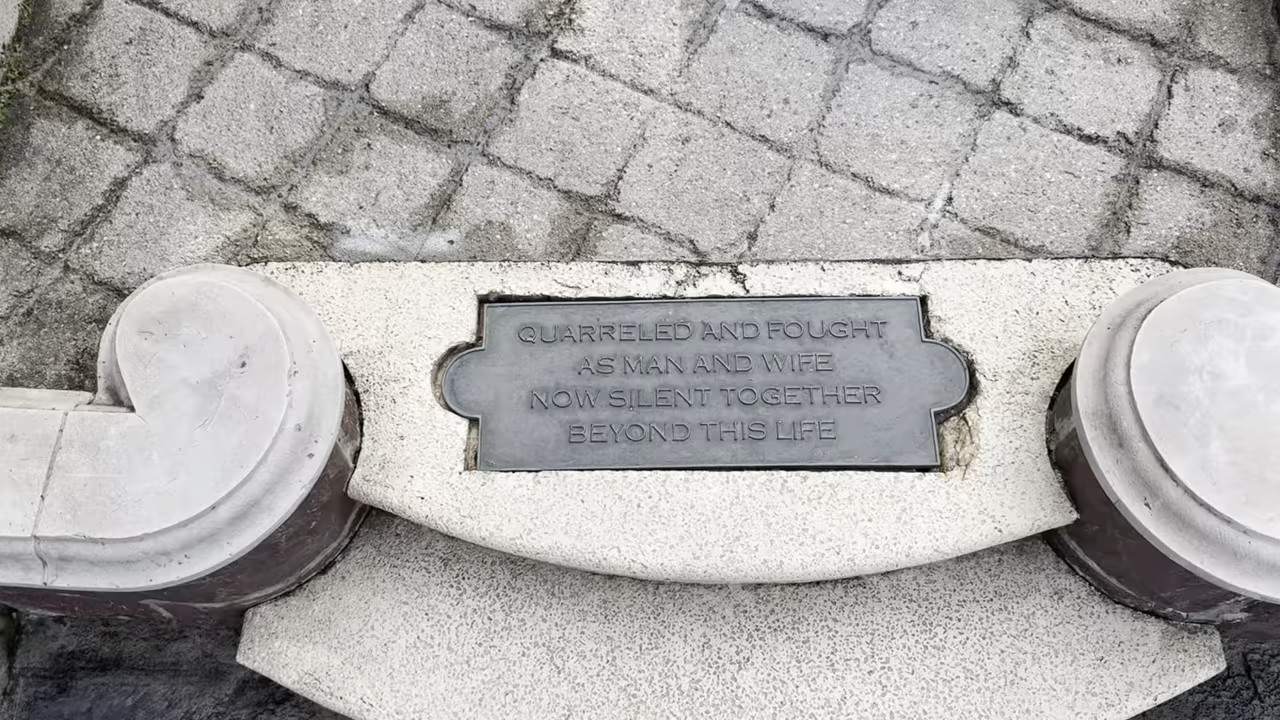 QUARRELED AND FOUGHT
AS MAN AND WIFE
NOW SILENT TOGETHER
BEYOND THIS LIFE